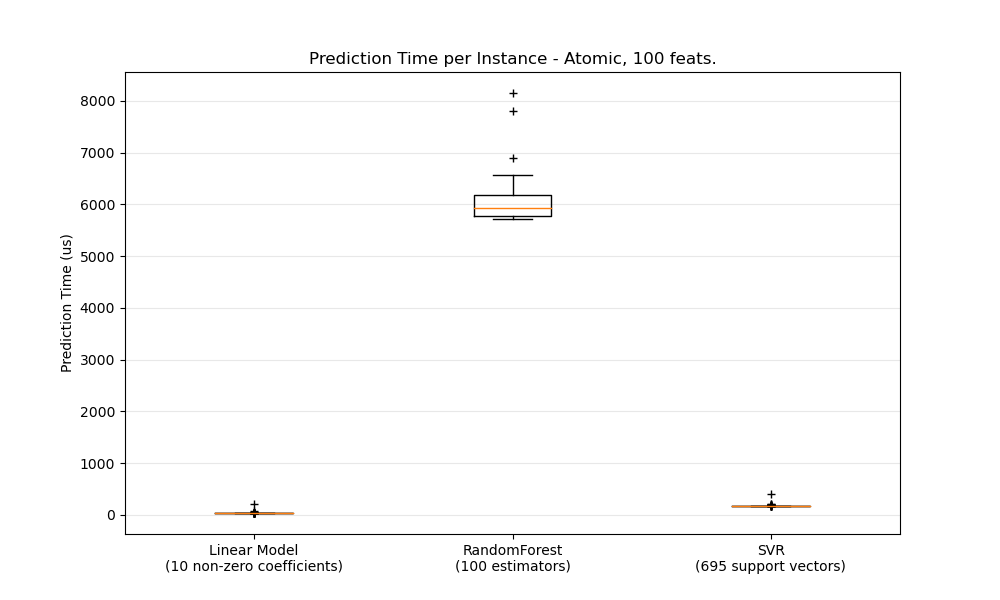 Prediction Time per Instance - Atomic, 100 feats.
Prediction Time (us)
8000
7000
6000
5000
4000
3000
2000
1000
0
Linear Model
(10 non-zero coefficients)
RandomForest
(100 estimators)
SVR
(695 support vectors)